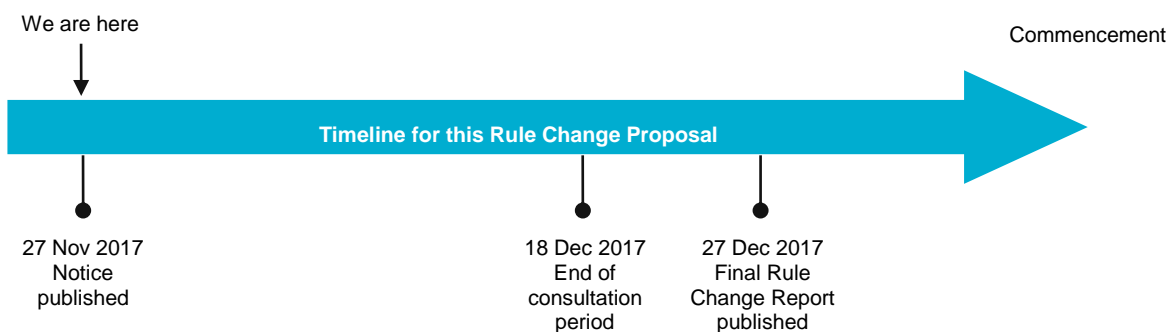 We are here
Commencement
Timeline for this Rule Change Proposal
27 Nov 2017
Notice
published
18 Dec 2017
End of
consultation
period
27 Dec 2017
Final Rule
Change Report
published